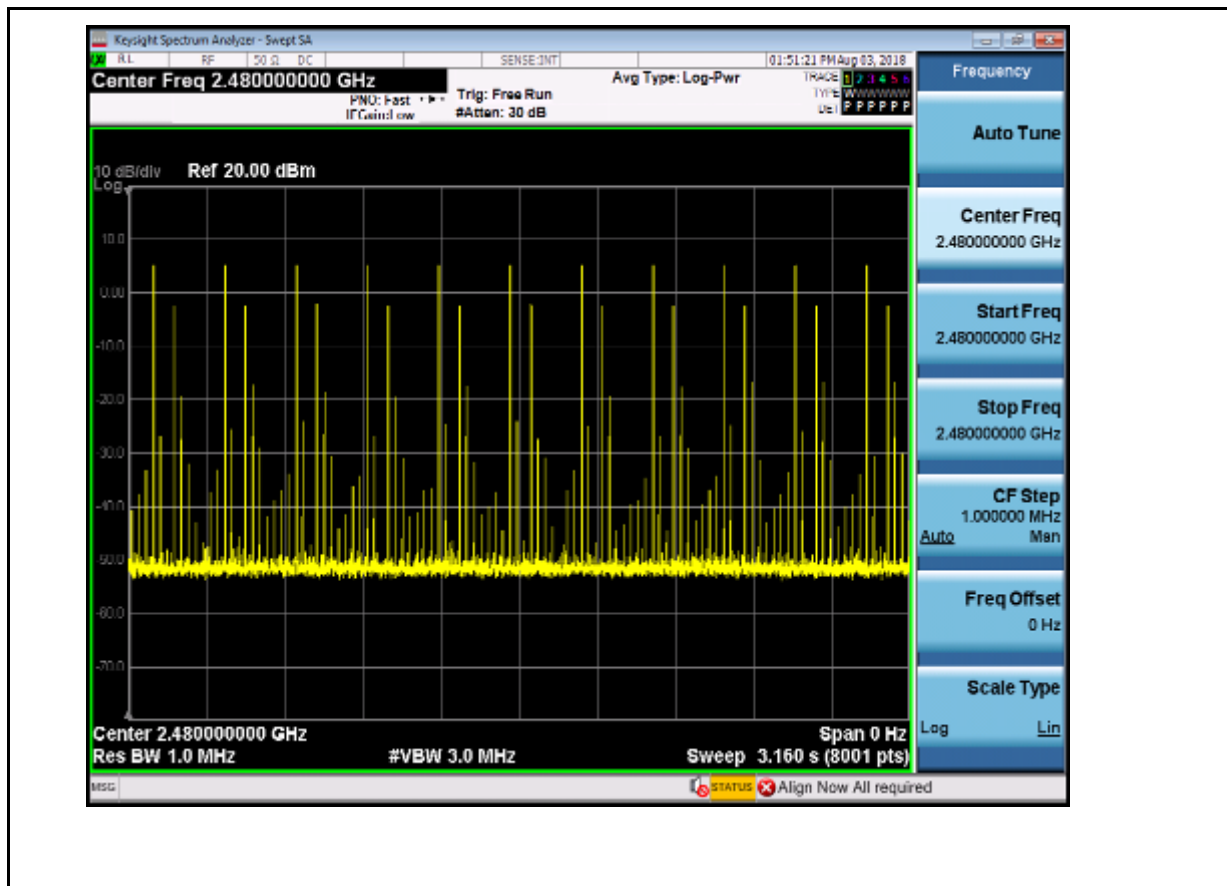 Keysight Spectrum Analyzer - Swept SA
RL RF 50 Ω DC SENSE:INT 01:51:21 PM Aug 03, 2018
Center Freq 2.480000000 GHz
Avg Type: Log-Pwr
TRACE 1 2 3 4 5 6
PNO: Fast
Trig: Free Run
TYPE WWWWWW
IFGain:Low
#Atten: 30 dB
DET P P P P P P
10 dB/div Ref 20.00 dBm
Log
10.0
0.00
-10.0
-20.0
-30.0
-40.0
-50.0
-60.0
-70.0
Center 2.480000000 GHz Span 0 Hz
Res BW 1.0 MHz #VBW 3.0 MHz Sweep 3.160 s (8001 pts)
MSG STATUS Align Now All required
Frequency
Auto Tune
Center Freq
2.480000000 GHz
Start Freq
2.480000000 GHz
Stop Freq
2.480000000 GHz
CF Step
1.000000 MHz
Auto Man
Freq Offset
0 Hz
Scale Type
Log Lin